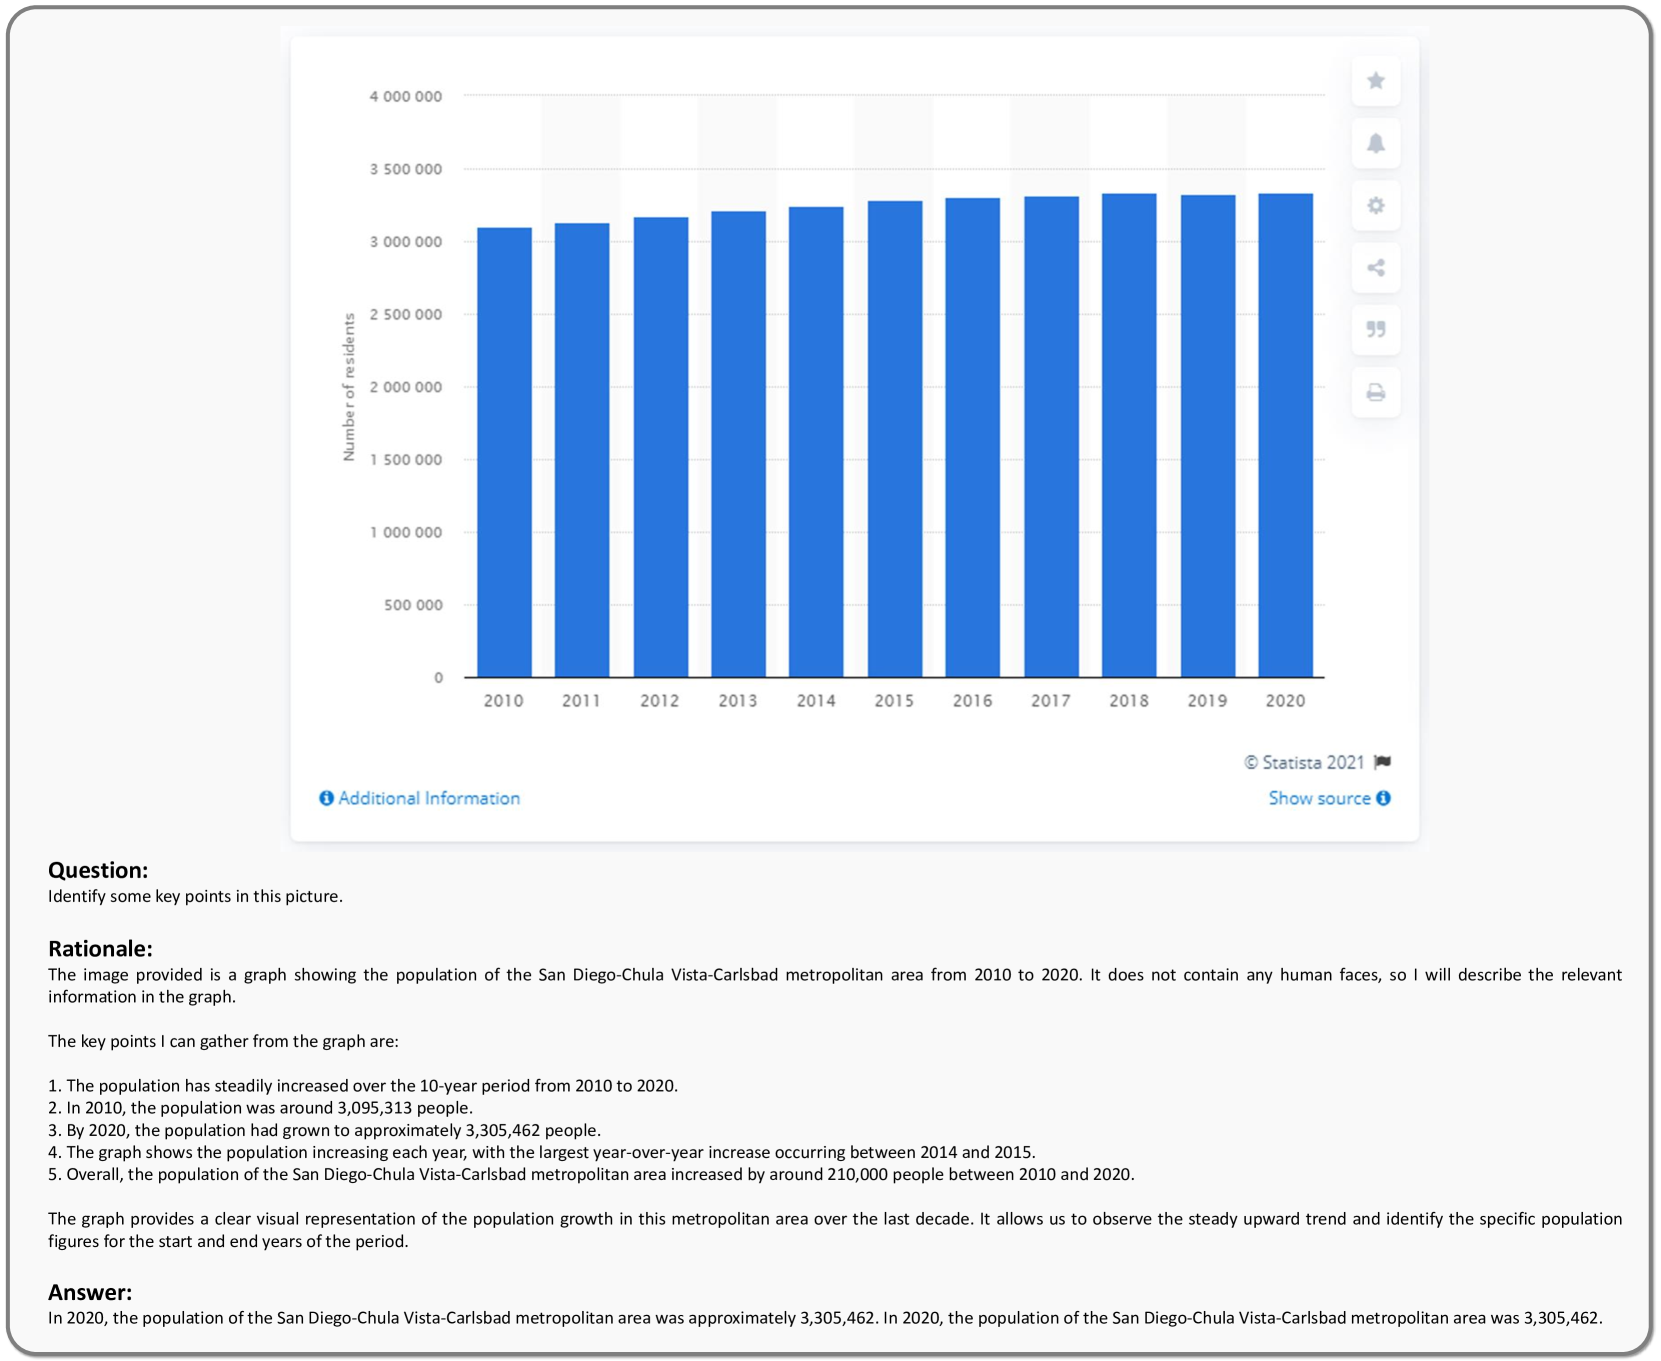 4 000 000
3 500 000
3 000 000
2 500 000
2 000 000
1 500 000
1 000 000
500 000
0
Number of residents
2010 2011 2012 2013 2014 2015 2016 2017 2018 2019 2020
© Statista 2021
Additional Information
Show source
Question:
Identify some key points in this picture.
Rationale:
The image provided is a graph showing the population of the San Diego-Chula Vista-Carlsbad metropolitan area from 2010 to 2020. It does not contain any human faces, so I will describe the relevant
information in the graph.
The key points I can gather from the graph are:
1. The population has steadily increased over the 10-year period from 2010 to 2020.
2. In 2010, the population was around 3,095,313 people.
3. By 2020, the population had grown to approximately 3,305,462 people.
4. The graph shows the population increasing each year, with the largest year-over-year increase occurring between 2014 and 2015.
5. Overall, the population of the San Diego-Chula Vista-Carlsbad metropolitan area increased by around 210,000 people between 2010 and 2020.
The graph provides a clear visual representation of the population growth in this metropolitan area over the last decade. It allows us to observe the steady upward trend and identify the specific population
figures for the start and end years of the period.
Answer:
In 2020, the population of the San Diego-Chula Vista-Carlsbad metropolitan area was approximately 3,305,462. In 2020, the population of the San Diego-Chula Vista-Carlsbad metropolitan area was 3,305,462.